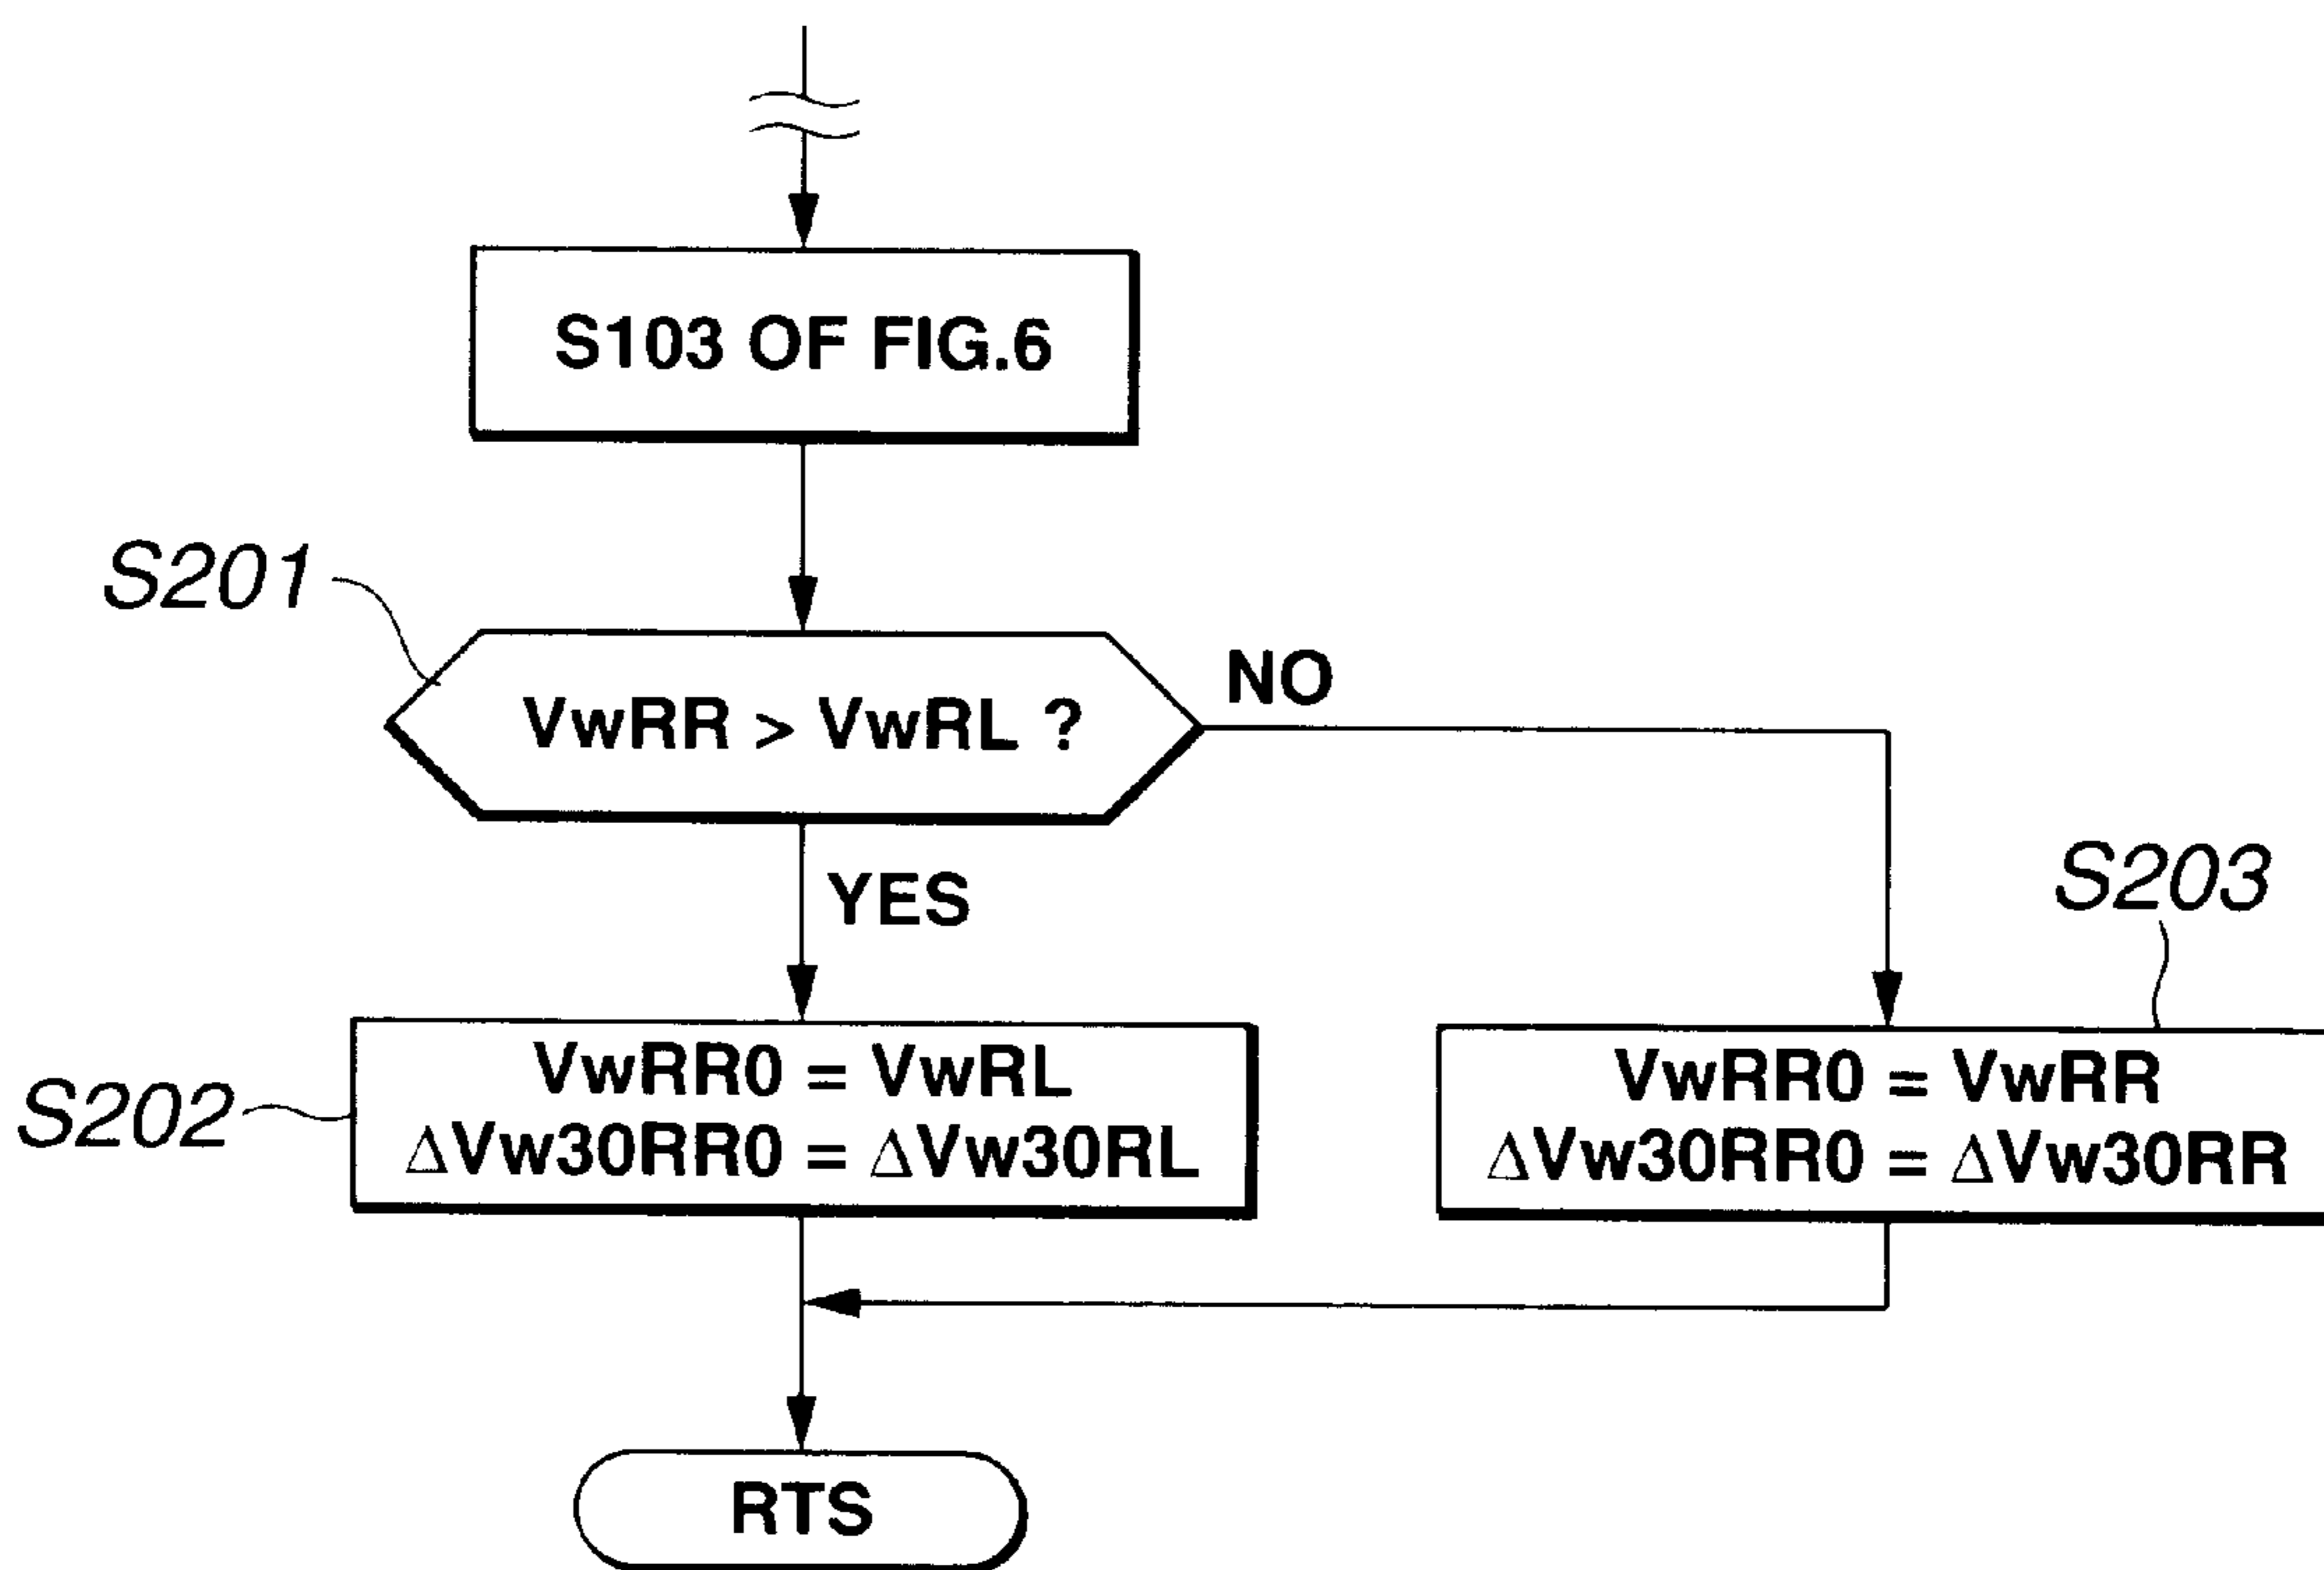 S103 OF FIG.6
S201
VwRR > VwRL ?
NO
YES
S203
S202
VwRR0 = VwRL
ΔVw30RR0 = ΔVw30RL
VwRR0 = VwRR
ΔVw30RR0 = ΔVw30RR
RTS